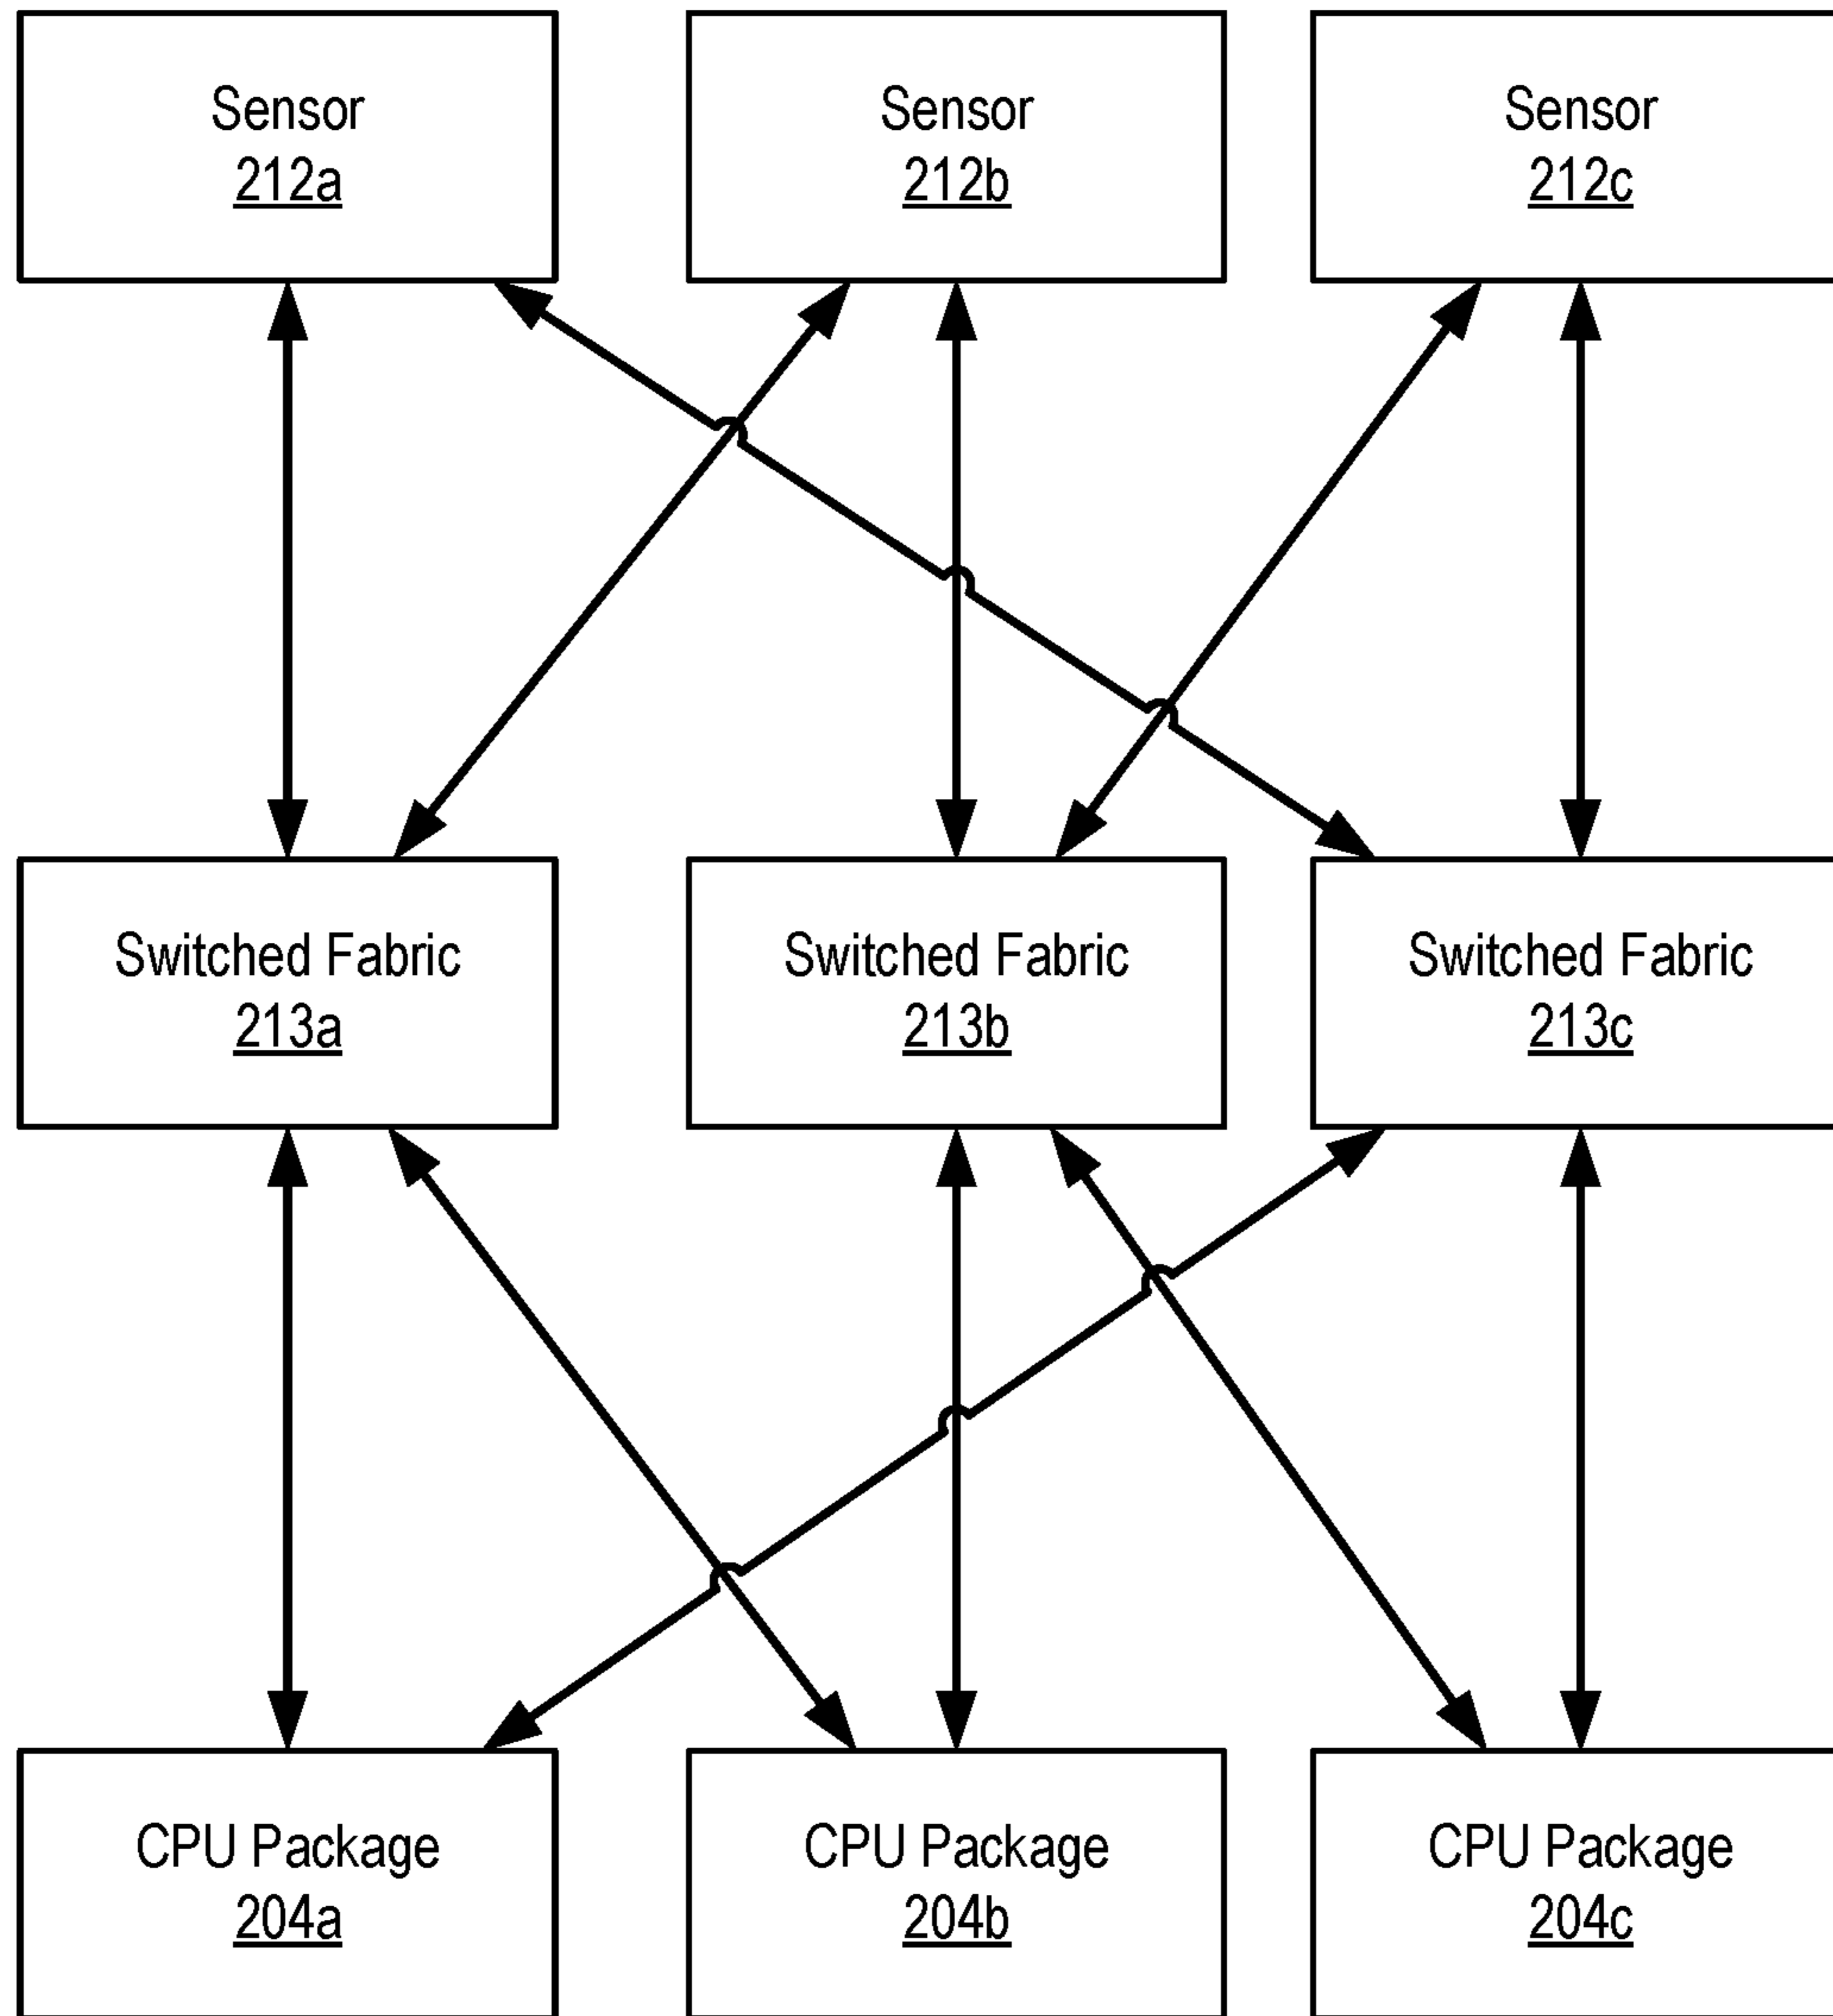 Sensor
212a
Sensor
212b
Sensor
212c
Switched Fabric
213a
Switched Fabric
213b
Switched Fabric
213c
CPU Package
204a
CPU Package
204b
CPU Package
204c